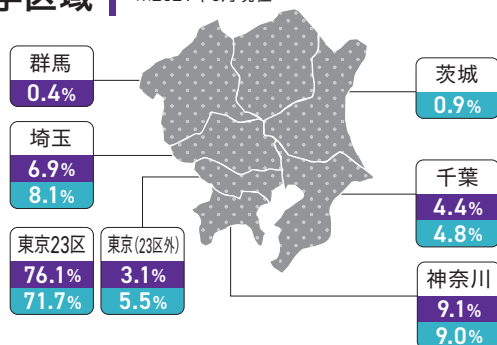 区域
群馬
0.4%
茨城
0.9%
埼玉
6.9%
8.1%
千葉
4.4%
4.8%
東京23区
76.1%
71.7%
東京(23区外)
3.1%
5.5%
神奈川
9.1%
9.0%